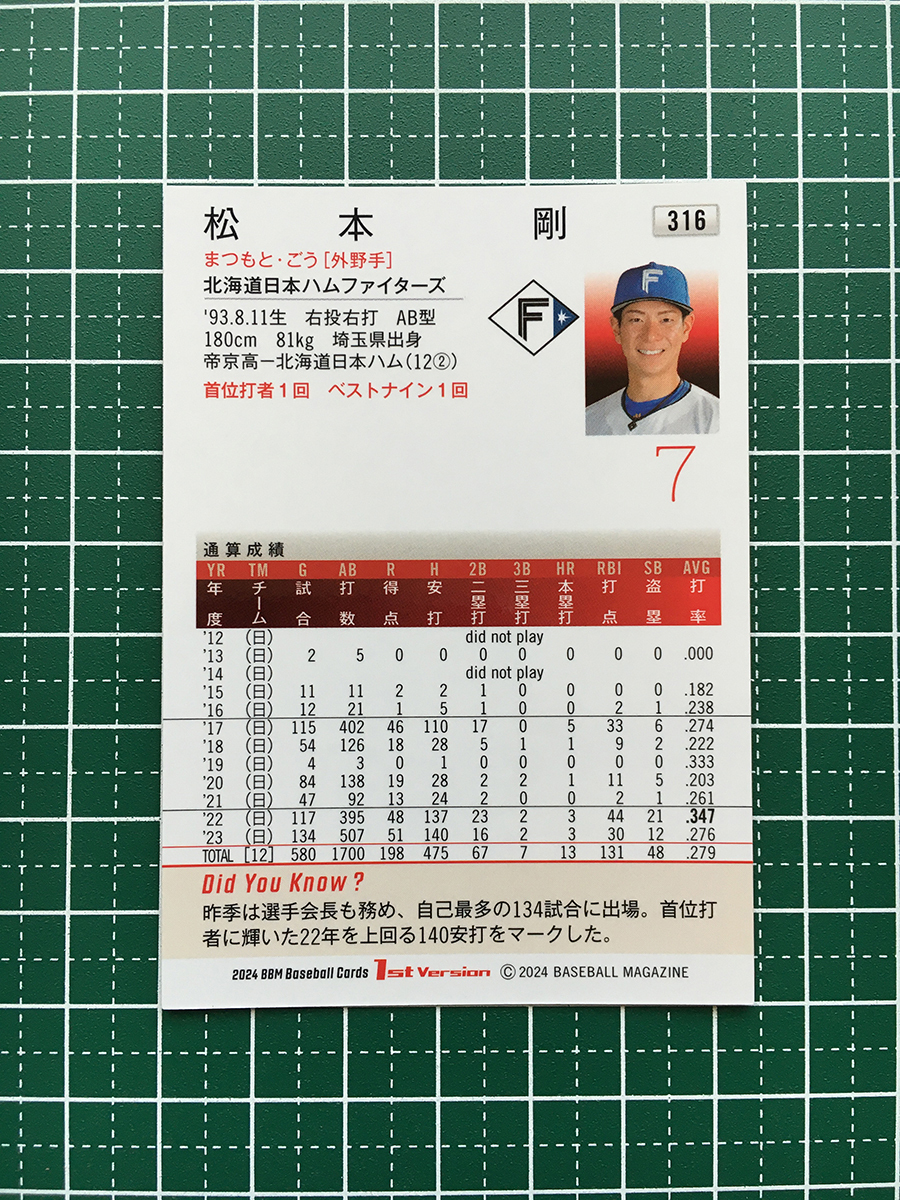 松本剛
316
まつもと・ごう[外野手]
北海道日本ハムファイターズ
'93.8.11生 右投右打 AB型
180cm 81kg 埼玉県出身
帝京高ー北海道日本ハム(12②)
首位打者1回 ベストナイン1回
F
F
7
通算成績
YR TM G AB R H 2B 3B HR RBI SB AVG
年度 チーム 試合 打数 得点 安打 二塁打 三塁打 本塁打 打点 盗塁 打率
'12 (日) did not play
'13 (日) 2 5 0 0 0 0 0 0 0 .000
'14 (日) did not play
'15 (日) 11 11 2 2 1 0 0 0 0 .182
'16 (日) 12 21 1 5 1 0 0 2 1 .238
'17 (日) 115 402 46 110 17 0 5 33 6 .274
'18 (日) 54 126 18 28 5 1 1 9 2 .222
'19 (日) 4 3 0 1 0 0 0 0 0 .333
'20 (日) 84 138 19 28 2 2 1 11 5 .203
'21 (日) 47 92 13 24 2 0 0 2 1 .261
'22 (日) 117 395 48 137 23 2 3 44 21 .347
'23 (日) 134 507 51 140 16 2 3 30 12 .276
TOTAL [12] 580 1700 198 475 67 7 13 131 48 .279
Did You Know?
昨季は選手会長も務め、自己最多の134試合に出場。首位打
者に輝いた22年を上回る140安打をマークした。
2024 BBM Baseball Cards 1st Version © 2024 BASEBALL MAGAZINE